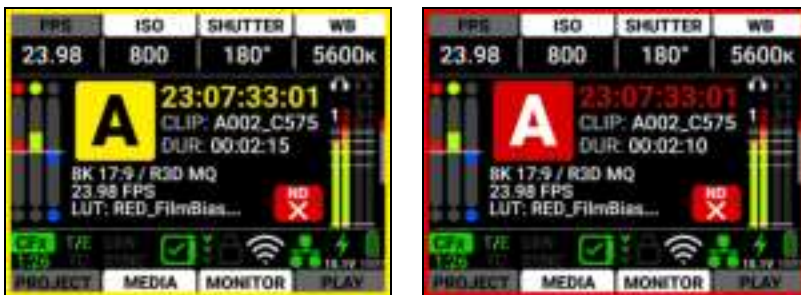 FPS ISO SHUTTER WB
23.98 800 180° 5600K
A
23:07:33:01
CLIP: A002_C575
DUR: 00:02:15
8K 17:9 / R3D MQ
23.98 FPS
LUT: RED_FilmBias...
ND
CFX T/E
PROJECT MEDIA MONITOR PLAY
FPS ISO SHUTTER WB
23.98 800 180° 5600K
A
23:07:33:01
CLIP: A002_C575
DUR: 00:02:10
8K 17:9 / R3D MQ
23.98 FPS
LUT: RED_FilmBias...
ND
CFX T/E
PROJECT MEDIA MONITOR PLAY